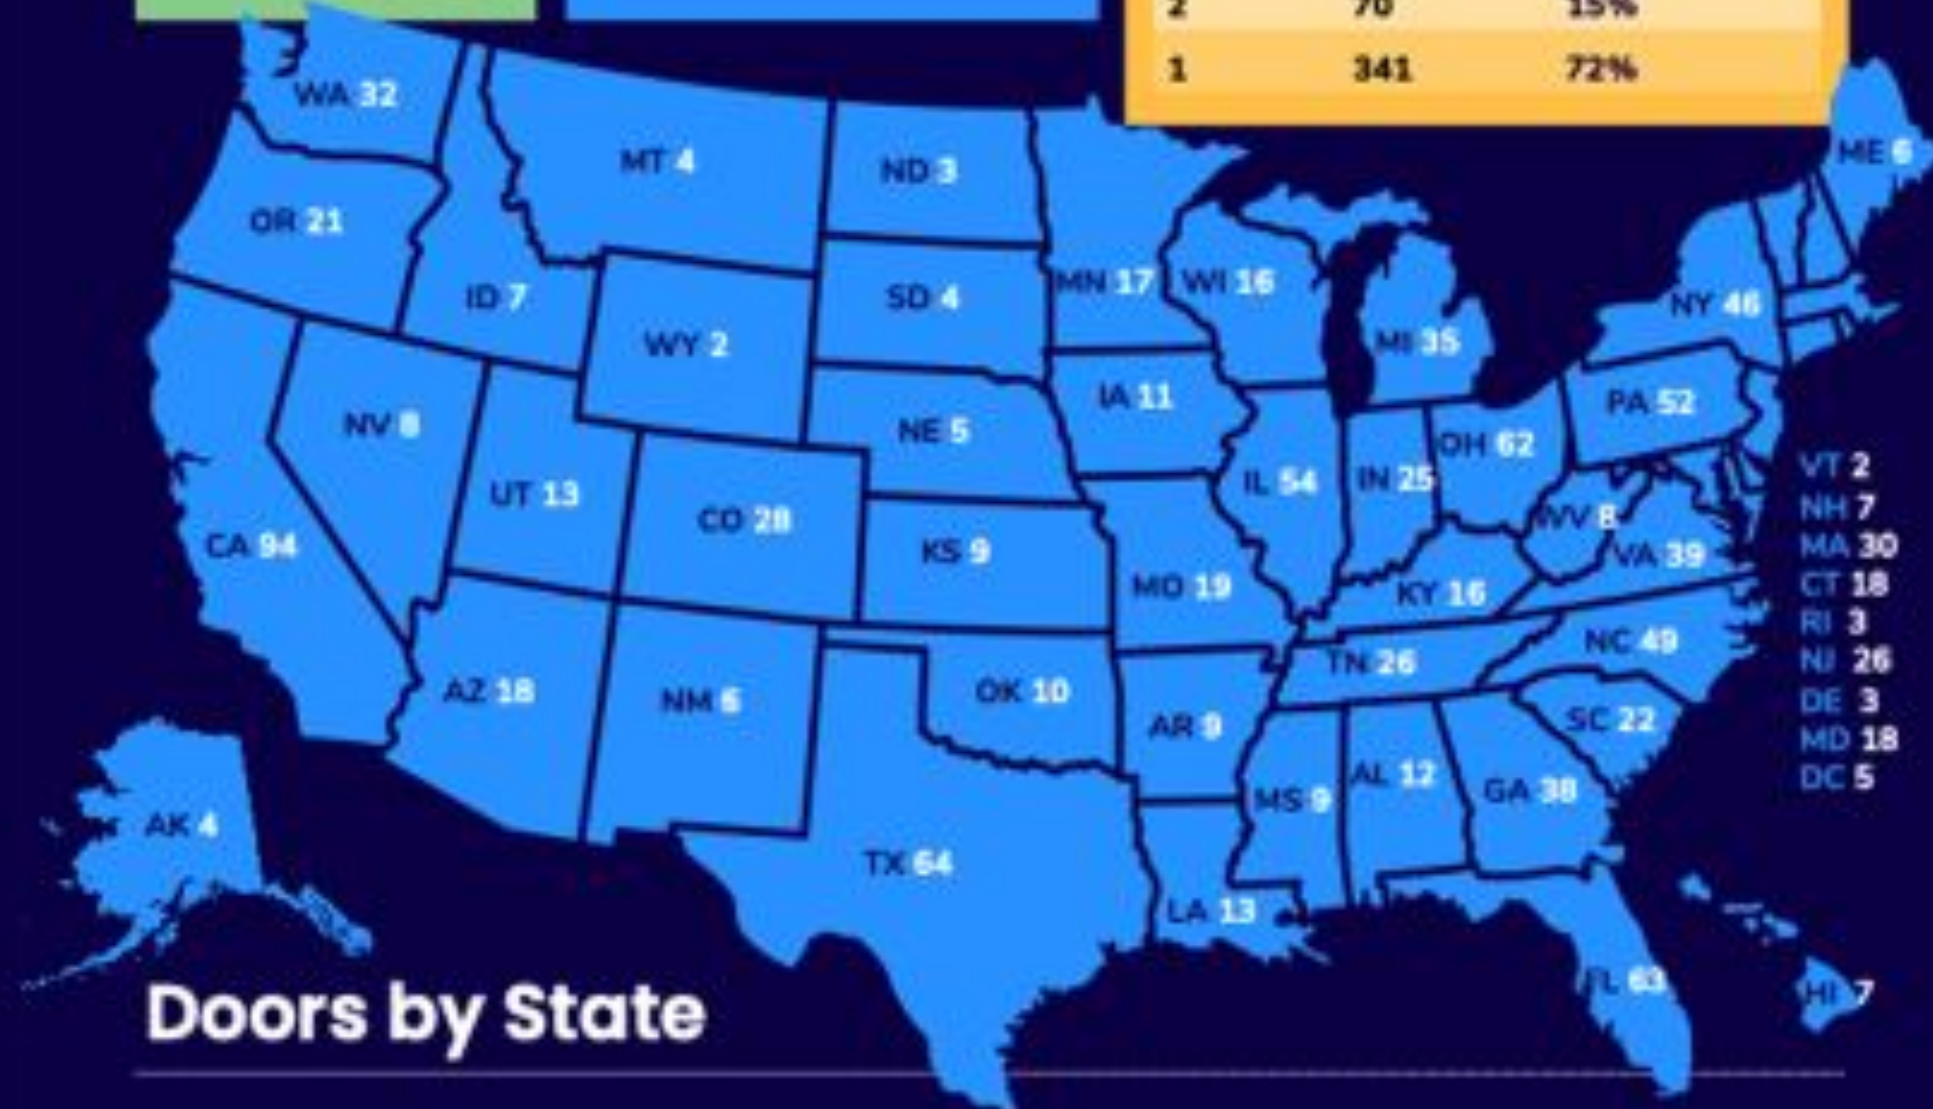 2 70 15%
1 341 72%
WA 32
MT 4
ND 3
ME 6
OR 21
ID 7
SD 4
MN 17
WI 16
NY 46
WY 2
MI 35
IA 11
PA 52
NV 8
NE 5
OH 62
UT 13
IL 54
IN 25
CO 28
WV 8
CA 94
KS 9
VA 39
MO 19
KY 16
NC 49
TN 26
AZ 18
NM 6
OK 10
AR 9
SC 22
AL 12
GA 38
MS 9
AK 4
TX 64
LA 13
FL 63
HI 7
VT 2
NH 7
MA 30
CT 18
RI 3
NJ 26
DE 3
MD 18
DC 5
Doors by State